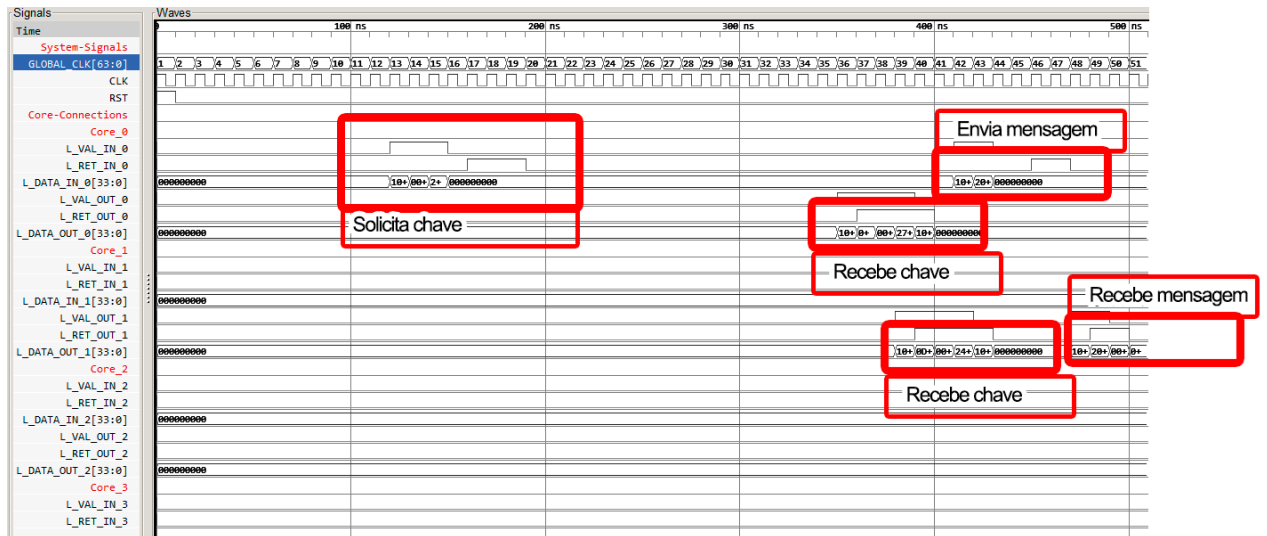 Signals
Waves
Time
0 100 ns 200 ns 300 ns 400 ns 500 ns
System-Signals
GLOBAL_CLK[63:0] 1 2 3 4 5 6 7 8 9 10 11 12 13 14 15 16 17 18 19 20 21 22 23 24 25 26 27 28 29 30 31 32 33 34 35 36 37 38 39 40 41 42 43 44 45 46 47 48 49 50 51
CLK
RST
Core-Connections
Core_0
Envia mensagem
L_VAL_IN_0
L_RET_IN_0
L_DATA_IN_0[33:0] 000000000 10+ 00+ 2+ 000000000 10+ 20+ 000000000
L_VAL_OUT_0
L_RET_OUT_0
Solicita chave
L_DATA_OUT_0[33:0] 000000000 10+ 0+ 00+ 27+ 10+ 000000000
Core_1
L_VAL_IN_1
Recebe chave
L_RET_IN_1
L_DATA_IN_1[33:0] 000000000
Recebe mensagem
L_VAL_OUT_1
L_RET_OUT_1
L_DATA_OUT_1[33:0] 000000000 10+ 0D+ 00+ 24+ 10+ 000000000 10+ 20+ 00+ 0+
Core_2
L_VAL_IN_2
Recebe chave
L_RET_IN_2
L_DATA_IN_2[33:0] 000000000
L_VAL_OUT_2
L_RET_OUT_2
L_DATA_OUT_2[33:0] 000000000
Core_3
L_VAL_IN_3
L_RET_IN_3